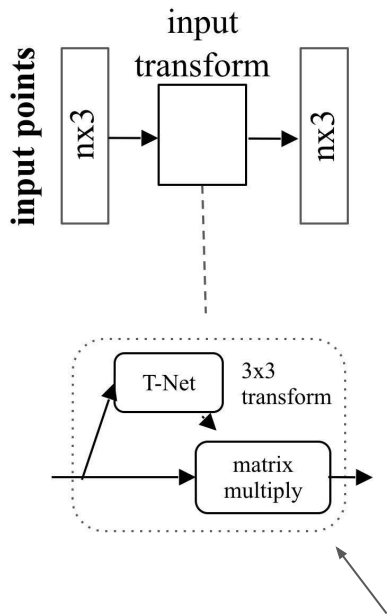 input
transform
input points
nx3
nx3
T-Net
3x3
transform
matrix
multiply